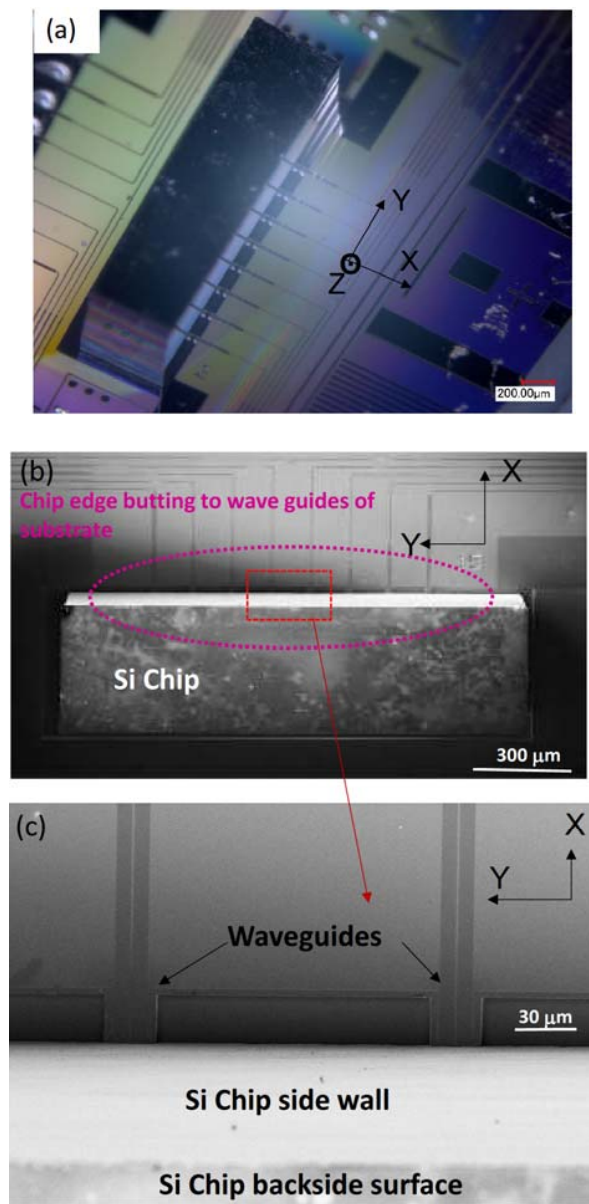 (a)
Y
X
Z
200.00μm
(b)
X
Chip edge butting to wave guides of
substrate
Y
Si Chip
300 μm
(c)
X
Y
Waveguides
30 μm
Si Chip side wall
Si Chip backside surface